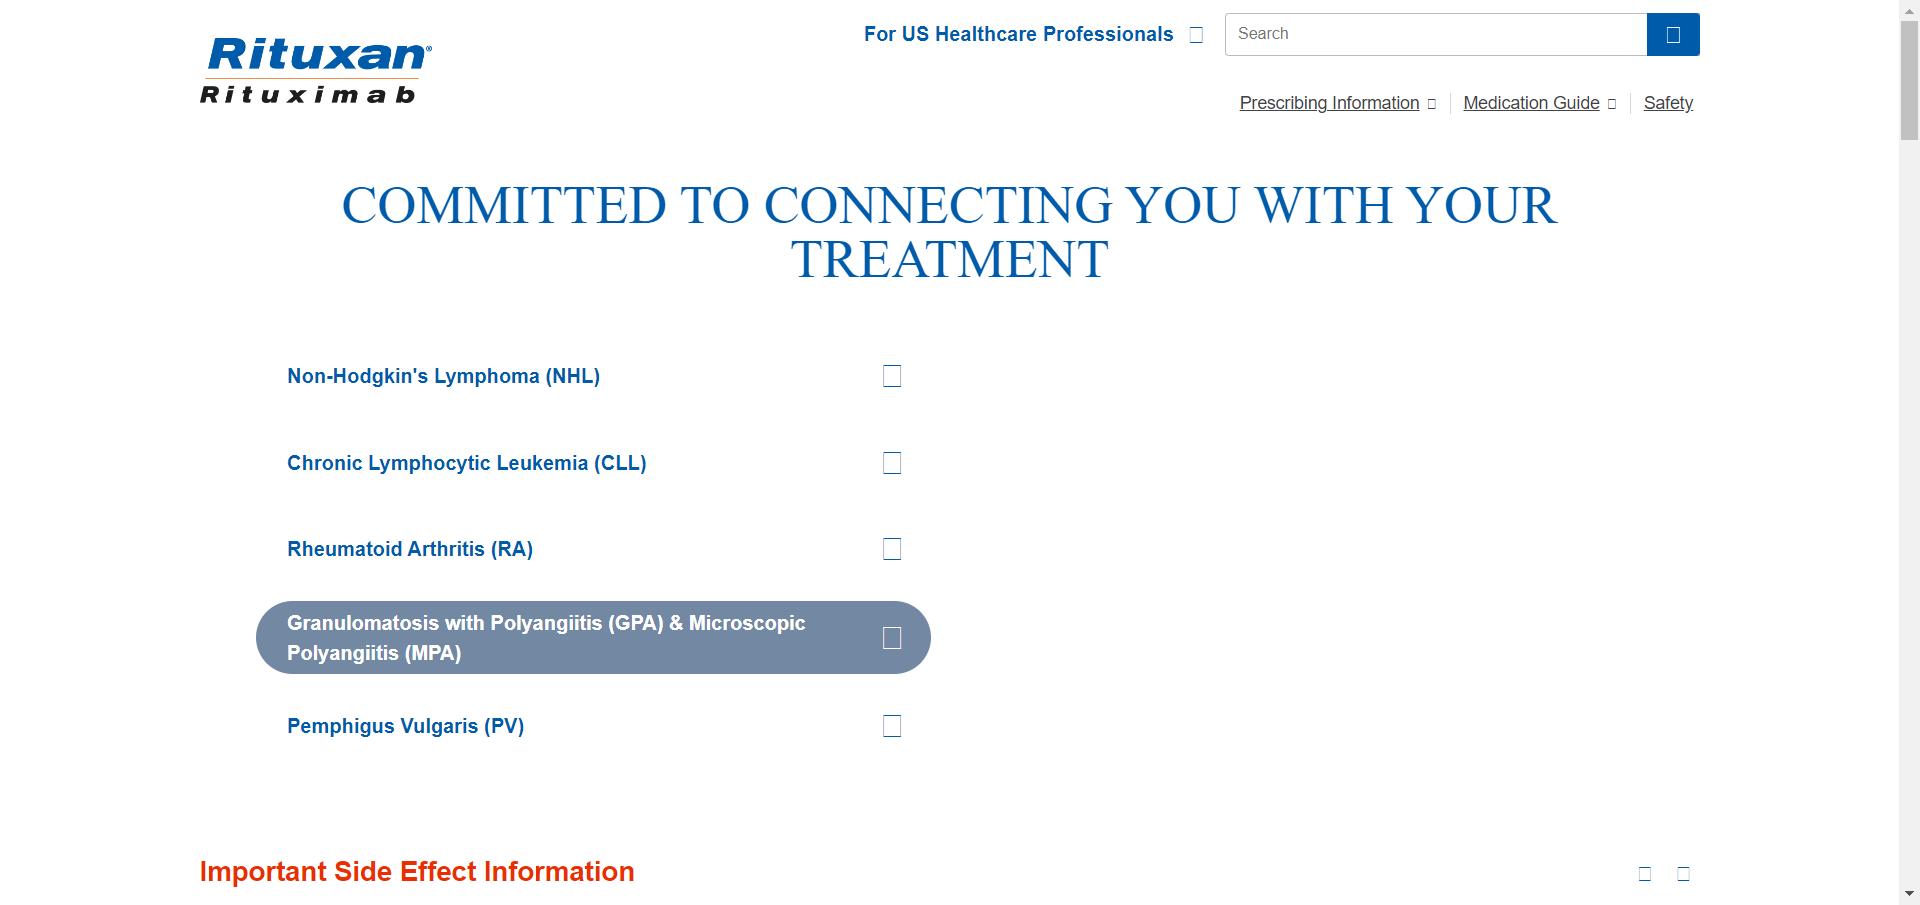 Rituxan®
Rituximab
For US Healthcare Professionals
Search
Prescribing Information
Medication Guide
Safety
COMMITTED TO CONNECTING YOU WITH YOUR
TREATMENT
Non-Hodgkin's Lymphoma (NHL)
Chronic Lymphocytic Leukemia (CLL)
Rheumatoid Arthritis (RA)
Granulomatosis with Polyangiitis (GPA) & Microscopic
Polyangiitis (MPA)
Pemphigus Vulgaris (PV)
Important Side Effect Information